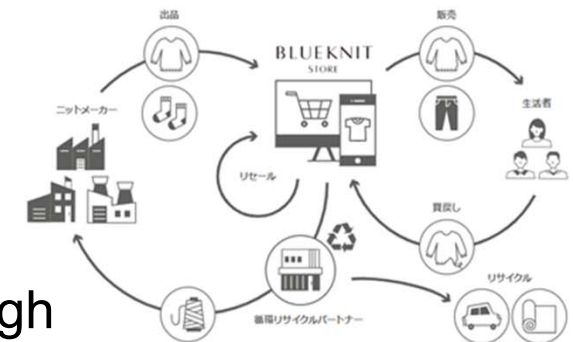 出品
販売
BLUEKNIT
STORE
ニットメーカー
生活者
リセール
買戻し
リサイクル
循環リサイクルパートナー
gh